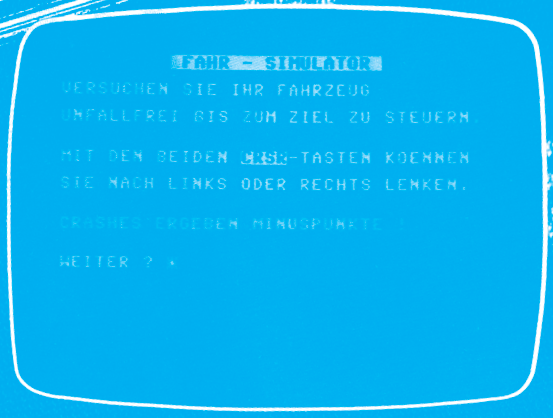 FAHR - SIMULATOR
VERSUCHEN SIE IHR FAHRZEUG
UNFALLFREI BIS ZUM ZIEL ZU STEUERN.
MIT DEN BEIDEN CRSR-TASTEN KOENNEN
SIE NACH LINKS ODER RECHTS LENKEN.
CRASHES ERGEBEN MINUSPUNKTE !
WEITER ?